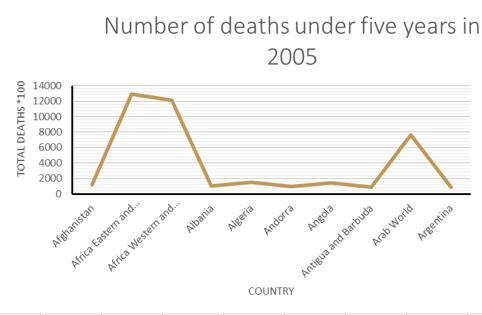 Number of deaths under five years in
2005
TOTAL DEATHS *100
14000
12000
10000
8000
6000
4000
2000
0
Afghanistan
Africa Eastern and...
Africa Western and...
Albania
Algeria
Andorra
Angola
Antigua and Barbuda
Arab World
Argentina
COUNTRY